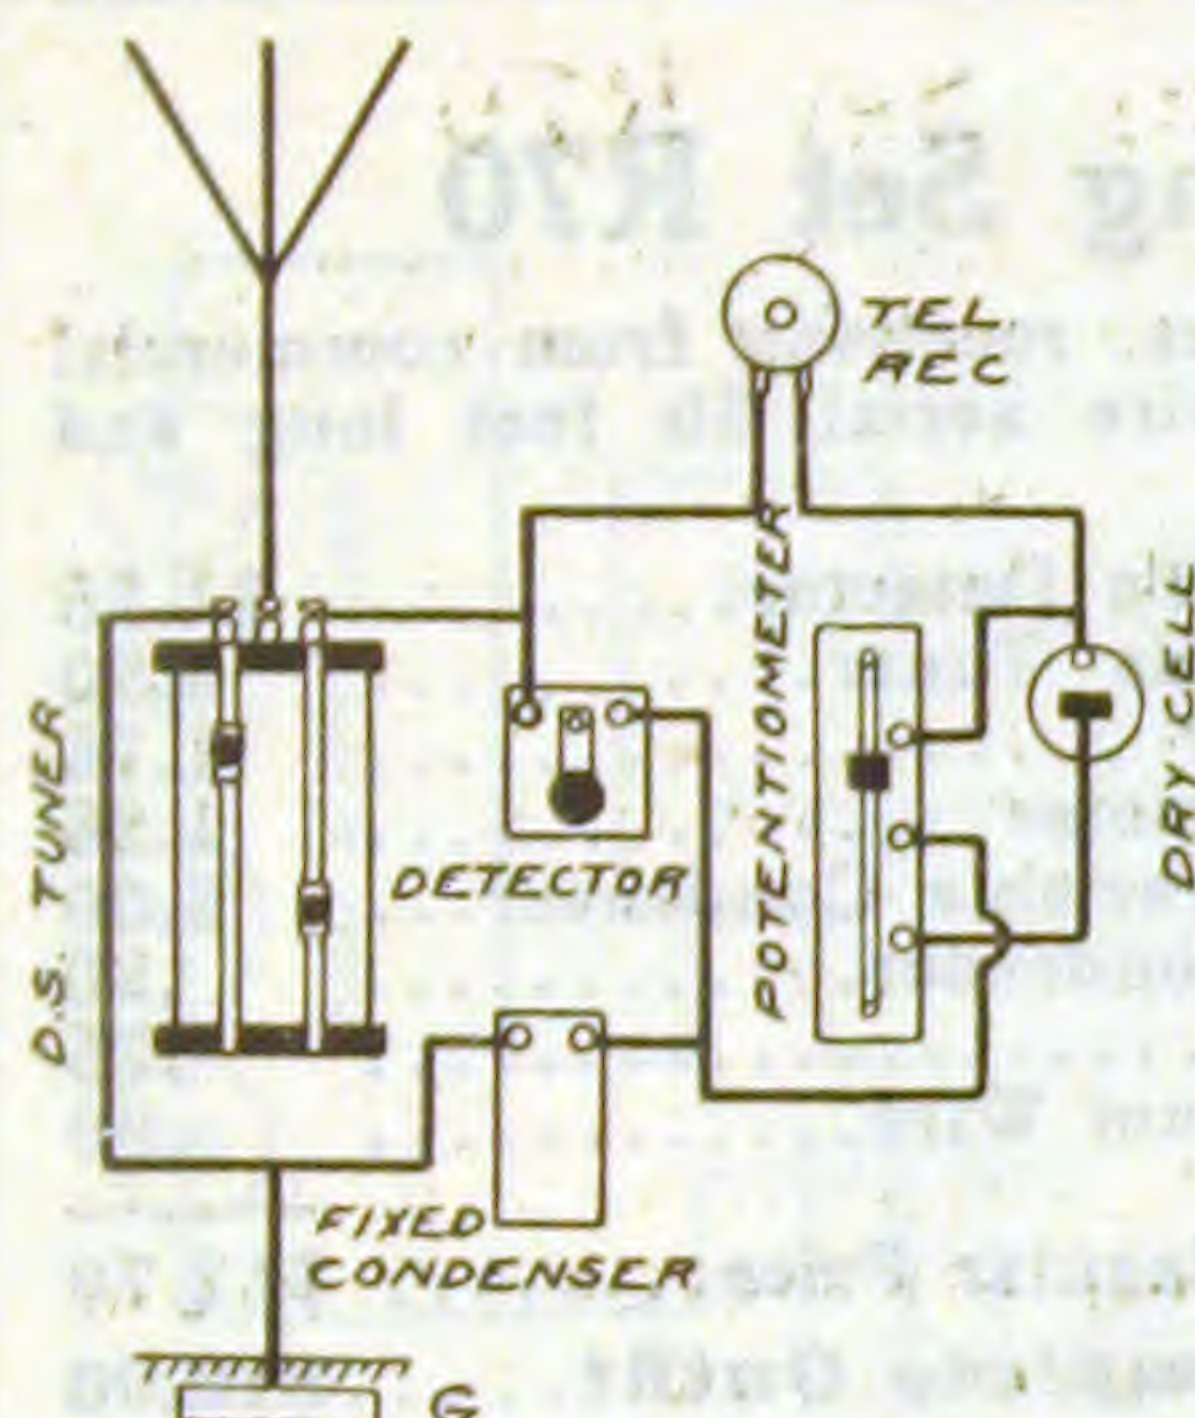 TEL.
REC
POTENTIOMETER
DRY CELL
D.S. TUNER
DETECTOR
FIXED
CONDENSER
G